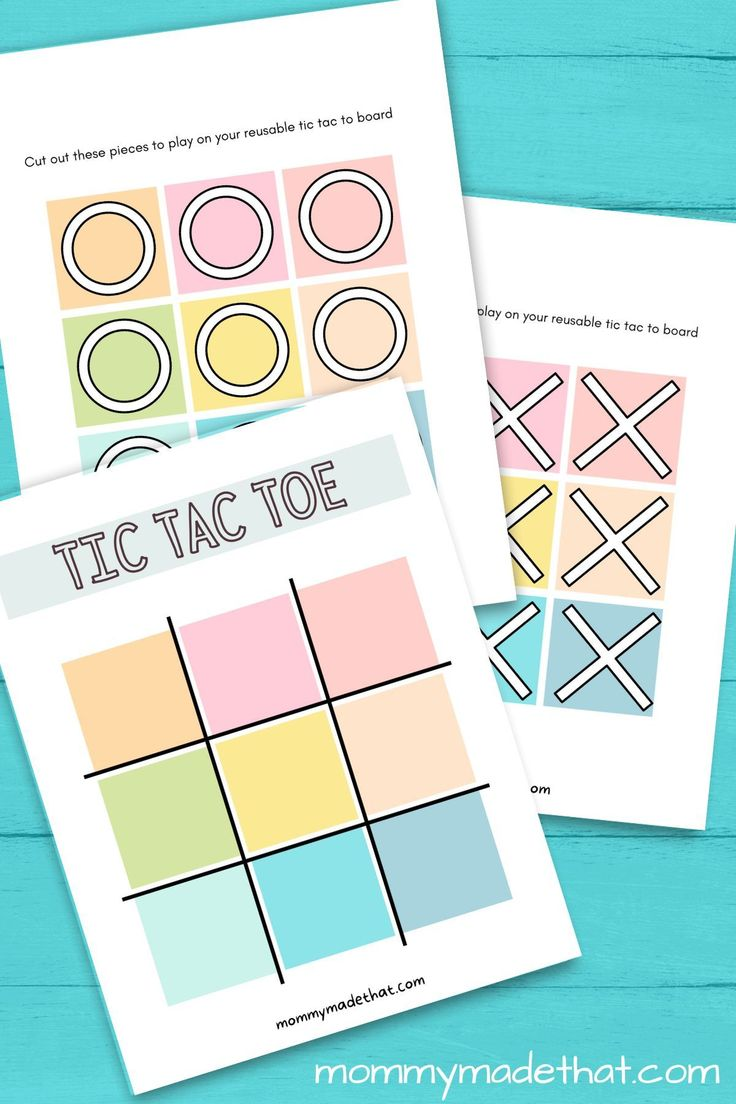 Cut out these pieces to play on your reusable tic tac to board
play on your reusable tic tac to board
TIC TAC TOE
om
mommymadethat.com
mommymadethat.com